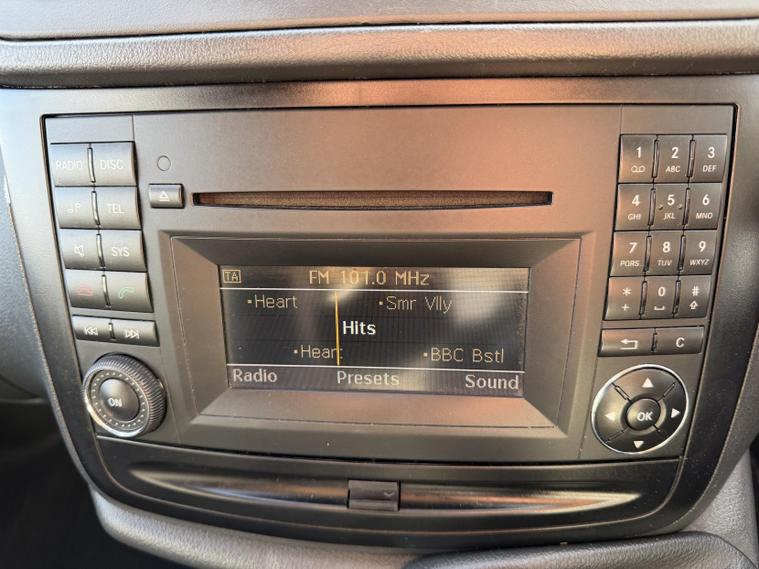 RADIO DISC
TEL
SYS
ON
TA FM 101.0 MHz
Heart Smr Vlly
Hits
Heart BBC Bstl
Radio Presets Sound
1 2 ABC 3 DEF
4 GHI 5 JKL 6 MNO
7 PQRS 8 TUV 9 WXYZ
* + 0 #
C
OK